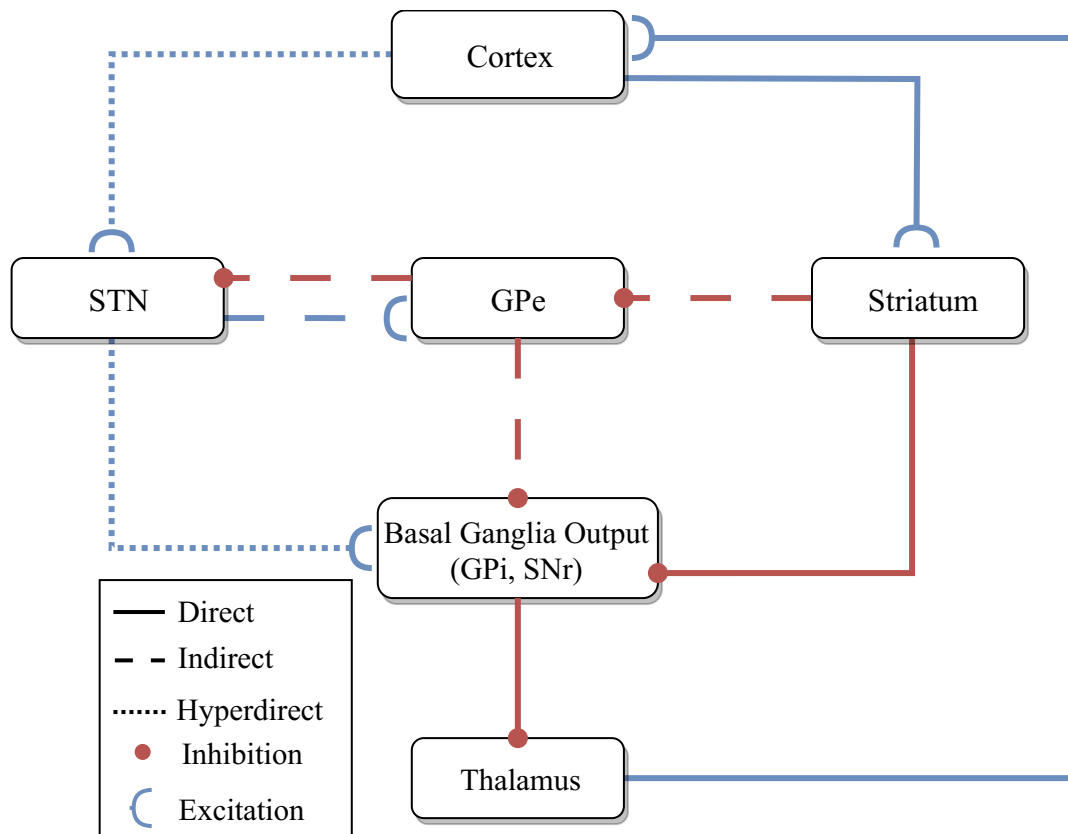 Cortex
STN
GPe
Striatum
Basal Ganglia Output
(GPi, SNr)
Direct
Indirect
Hyperdirect
Inhibition
Excitation
Thalamus